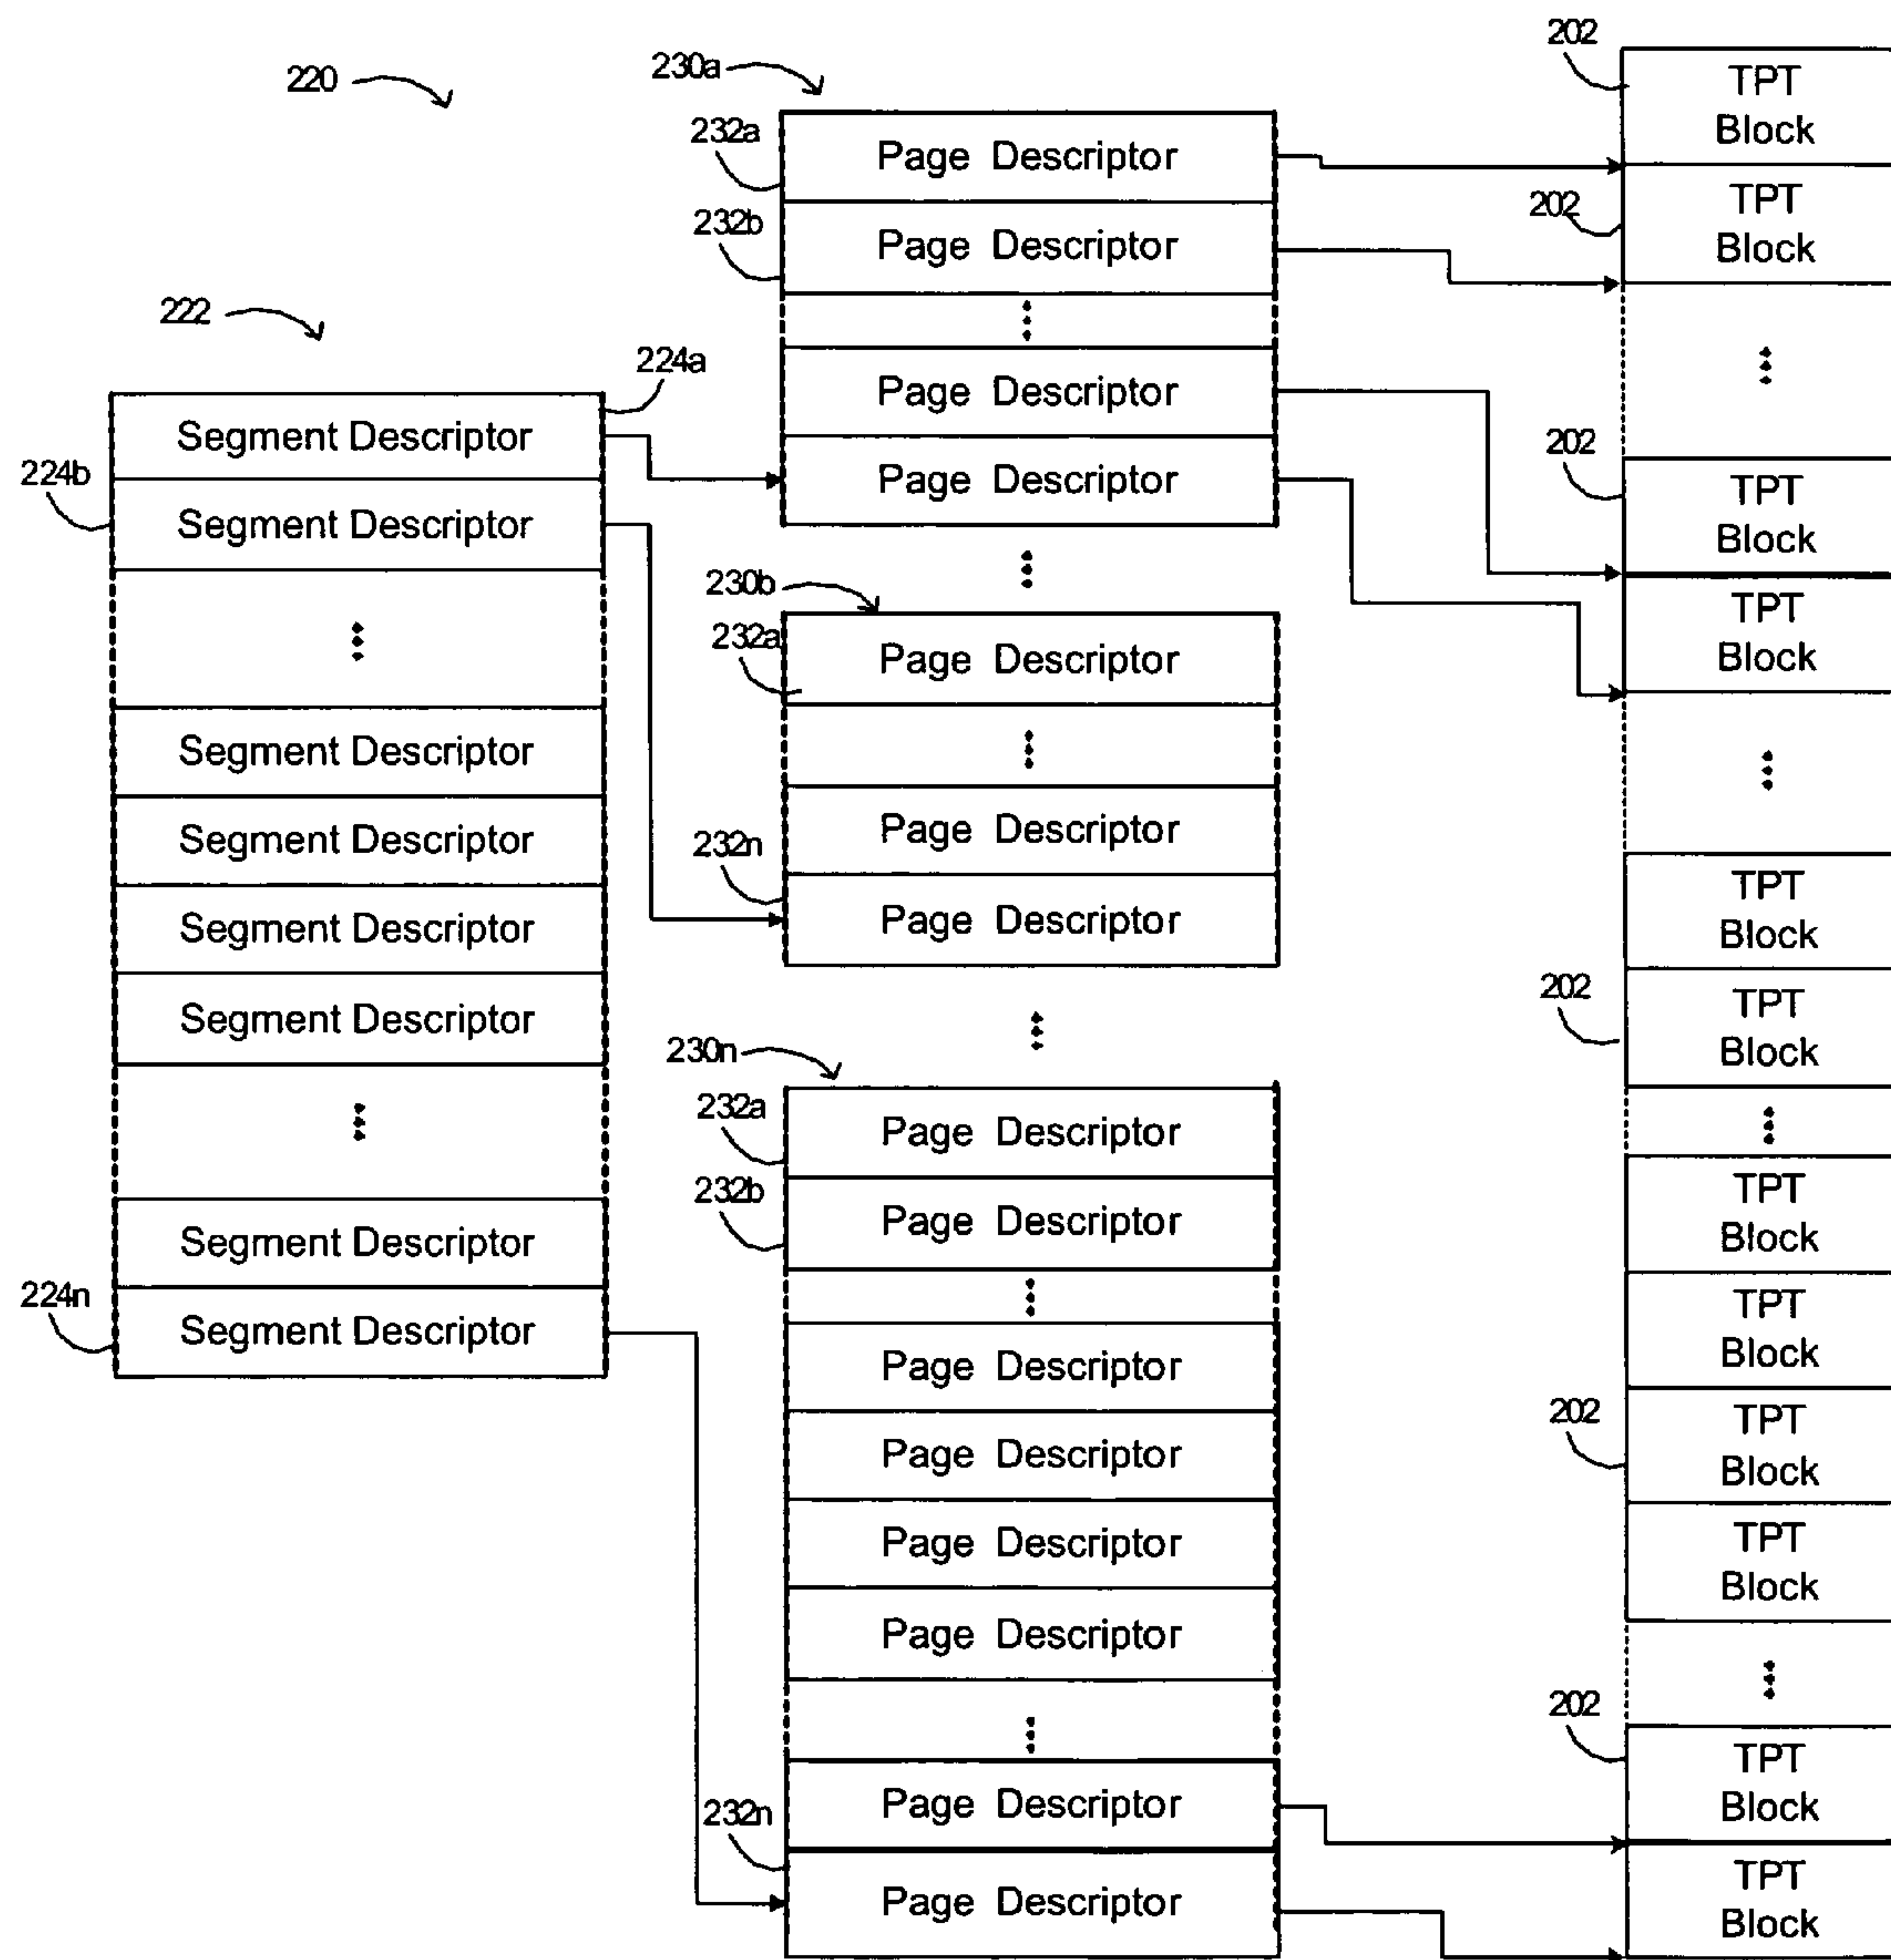 220
222
224a
Segment Descriptor
224b
Segment Descriptor
Segment Descriptor
Segment Descriptor
Segment Descriptor
Segment Descriptor
Segment Descriptor
224n
Segment Descriptor
230a
232a
Page Descriptor
232b
Page Descriptor
Page Descriptor
Page Descriptor
230b
232a
Page Descriptor
Page Descriptor
232n
Page Descriptor
230n
232a
Page Descriptor
232b
Page Descriptor
Page Descriptor
Page Descriptor
Page Descriptor
Page Descriptor
Page Descriptor
232n
Page Descriptor
202
TPT
Block
202
TPT
Block
202
TPT
Block
TPT
Block
TPT
Block
202
TPT
Block
TPT
Block
TPT
Block
202
TPT
Block
TPT
Block
202
TPT
Block
TPT
Block